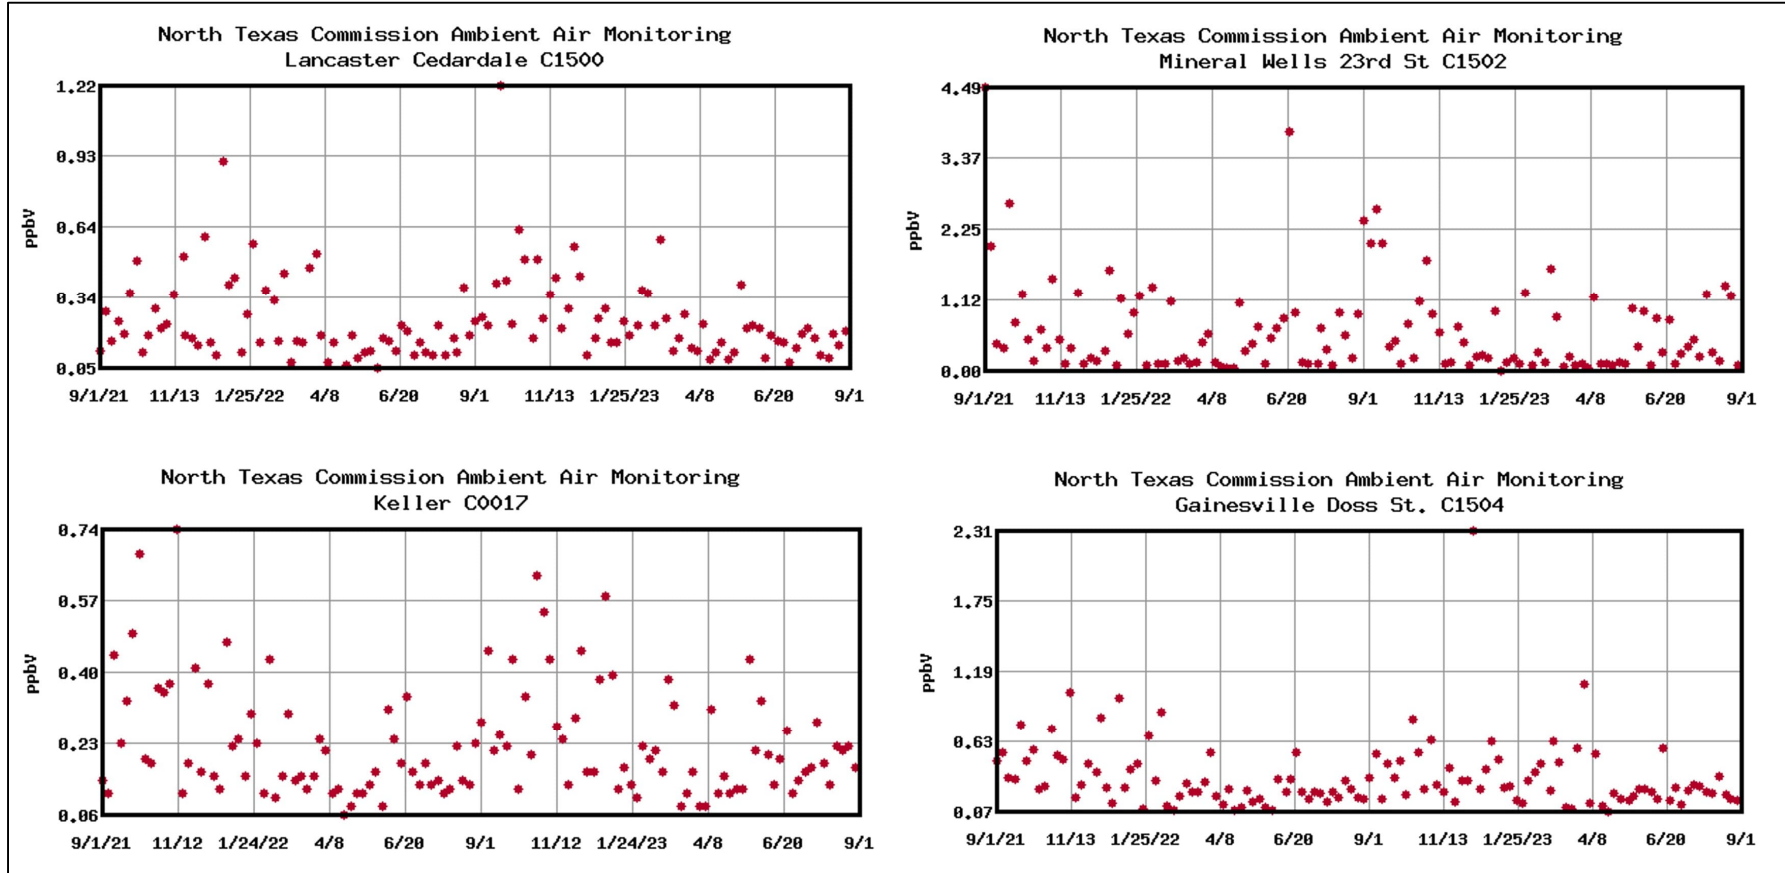 North Texas Commission Ambient Air Monitoring
Lancaster Cedardale C1500
1.22
0.93
0.64
0.34
0.05
ppbV
9/1/21 11/13 1/25/22 4/8 6/20 9/1 11/13 1/25/23 4/8 6/20 9/1
North Texas Commission Ambient Air Monitoring
Mineral Wells 23rd St C1502
4.49
3.37
2.25
1.12
0.00
ppbV
9/1/21 11/13 1/25/22 4/8 6/20 9/1 11/13 1/25/23 4/8 6/20 9/1
North Texas Commission Ambient Air Monitoring
Keller C0017
0.74
0.57
0.40
0.23
0.06
ppbV
9/1/21 11/12 1/24/22 4/8 6/20 9/1 11/12 1/24/23 4/8 6/20 9/1
North Texas Commission Ambient Air Monitoring
Gainesville Doss St. C1504
2.31
1.75
1.19
0.63
0.07
ppbV
9/1/21 11/13 1/25/22 4/8 6/20 9/1 11/13 1/25/23 4/8 6/20 9/1